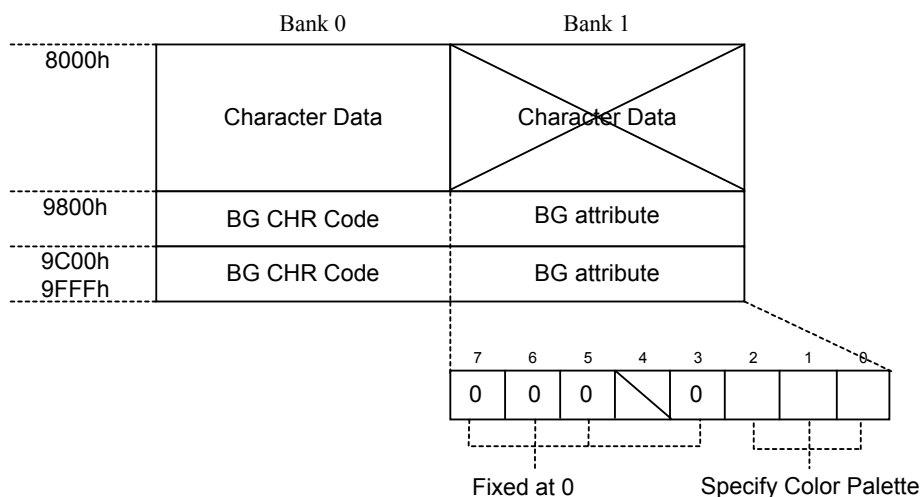 Bank 0 Bank 1
8000h
Character Data Character Data
9800h
BG CHR Code BG attribute
9C00h
BG CHR Code BG attribute
9FFFh
7 6 5 4 3 2 1 0
0 0 0 0
Fixed at 0 Specify Color Palette